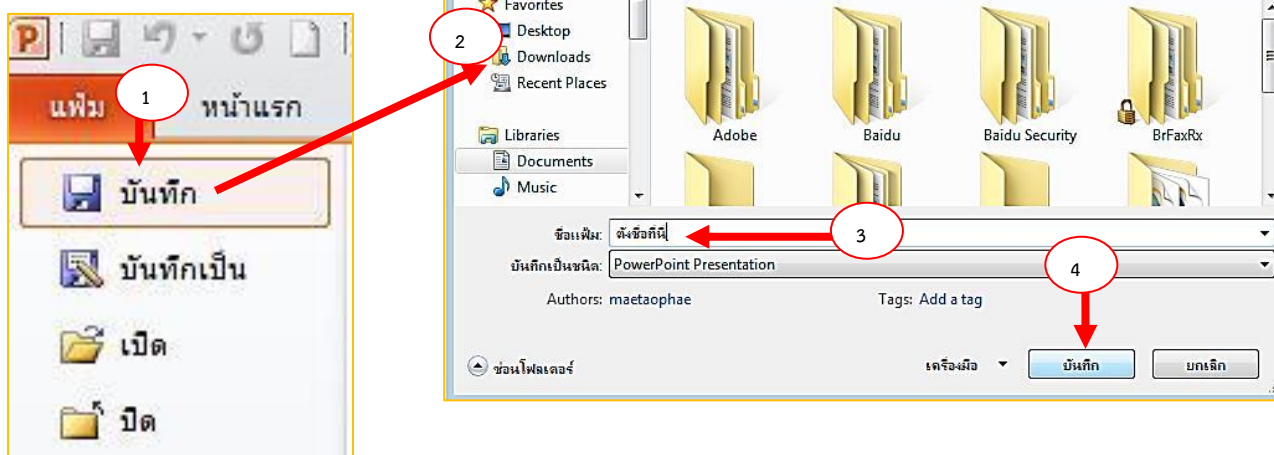 P
แฟ้ม
1
หน้าแรก
บันทึก
บันทึกเป็น
เปิด
ปิด
2
Favorites
Desktop
Downloads
Recent Places
Libraries
Documents
Music
Adobe
Baidu
Baidu Security
BrFaxRx
ชื่อแฟ้ม: ตั้งชื่อที่นี่
3
บันทึกเป็นชนิด: PowerPoint Presentation
Authors: maetaophae
Tags: Add a tag
4
ซ่อนโฟลเดอร์
เครื่องมือ
บันทึก
ยกเลิก